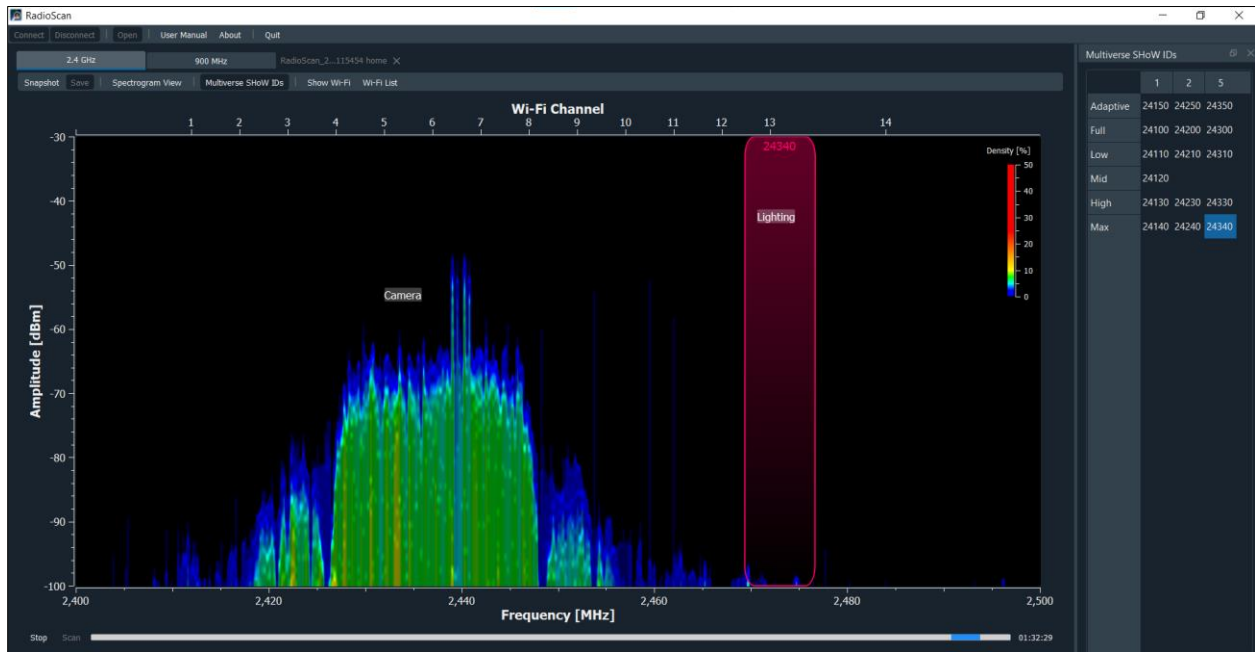 RadioScan
Connect Disconnect Open User Manual About Quit
2.4 GHz 900 MHz RadioScan_2...115454 home
Snapshot Save Spectrogram View Multiverse SHoW IDs Show Wi-Fi Wi-Fi List
Wi-Fi Channel
1 2 3 4 5 6 7 8 9 10 11 12 13 14
24340
Lighting
Camera
Density [%]
50
40
30
20
10
0
Amplitude [dBm]
-30
-40
-50
-60
-70
-80
-90
-100
2,400 2,420 2,440 2,460 2,480 2,500
Frequency [MHz]
Stop Scan 01:32:29
Multiverse SHoW IDs
1 2 5
Adaptive 24150 24250 24350
Full 24100 24200 24300
Low 24110 24210 24310
Mid 24120
High 24130 24230 24330
Max 24140 24240 24340